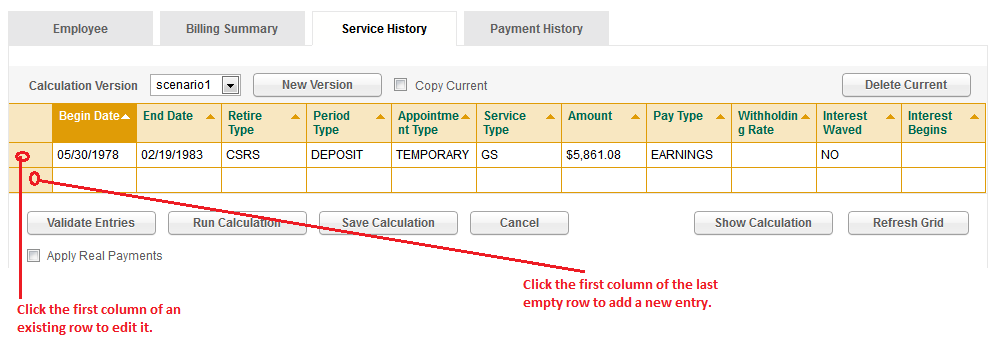 Employee Billing Summary Service History Payment History
Calculation Version scenario1 New Version Copy Current Delete Current
Begin Date End Date Retire Type Period Type Appointme nt Type Service Type Amount Pay Type Withholdin g Rate Interest Waved Interest Begins
05/30/1978 02/19/1983 CSRS DEPOSIT TEMPORARY GS $5,861.08 EARNINGS NO
Validate Entries Run Calculation Save Calculation Cancel Show Calculation Refresh Grid
Apply Real Payments
Click the first column of an
existing row to edit it.
Click the first column of the last
empty row to add a new entry.